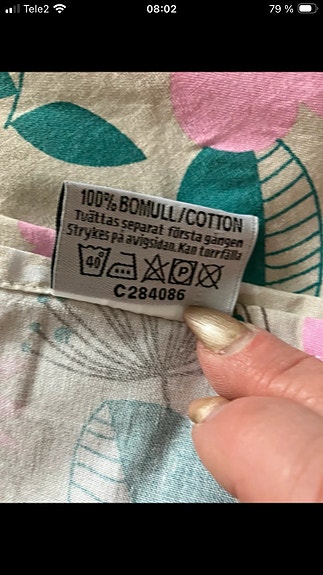 Tele2
08:02
79 %
100% BOMULL/COTTON
Tvättas separat första gången
Strykes på avigsidan. Kan torrfälla
40° P
C284086